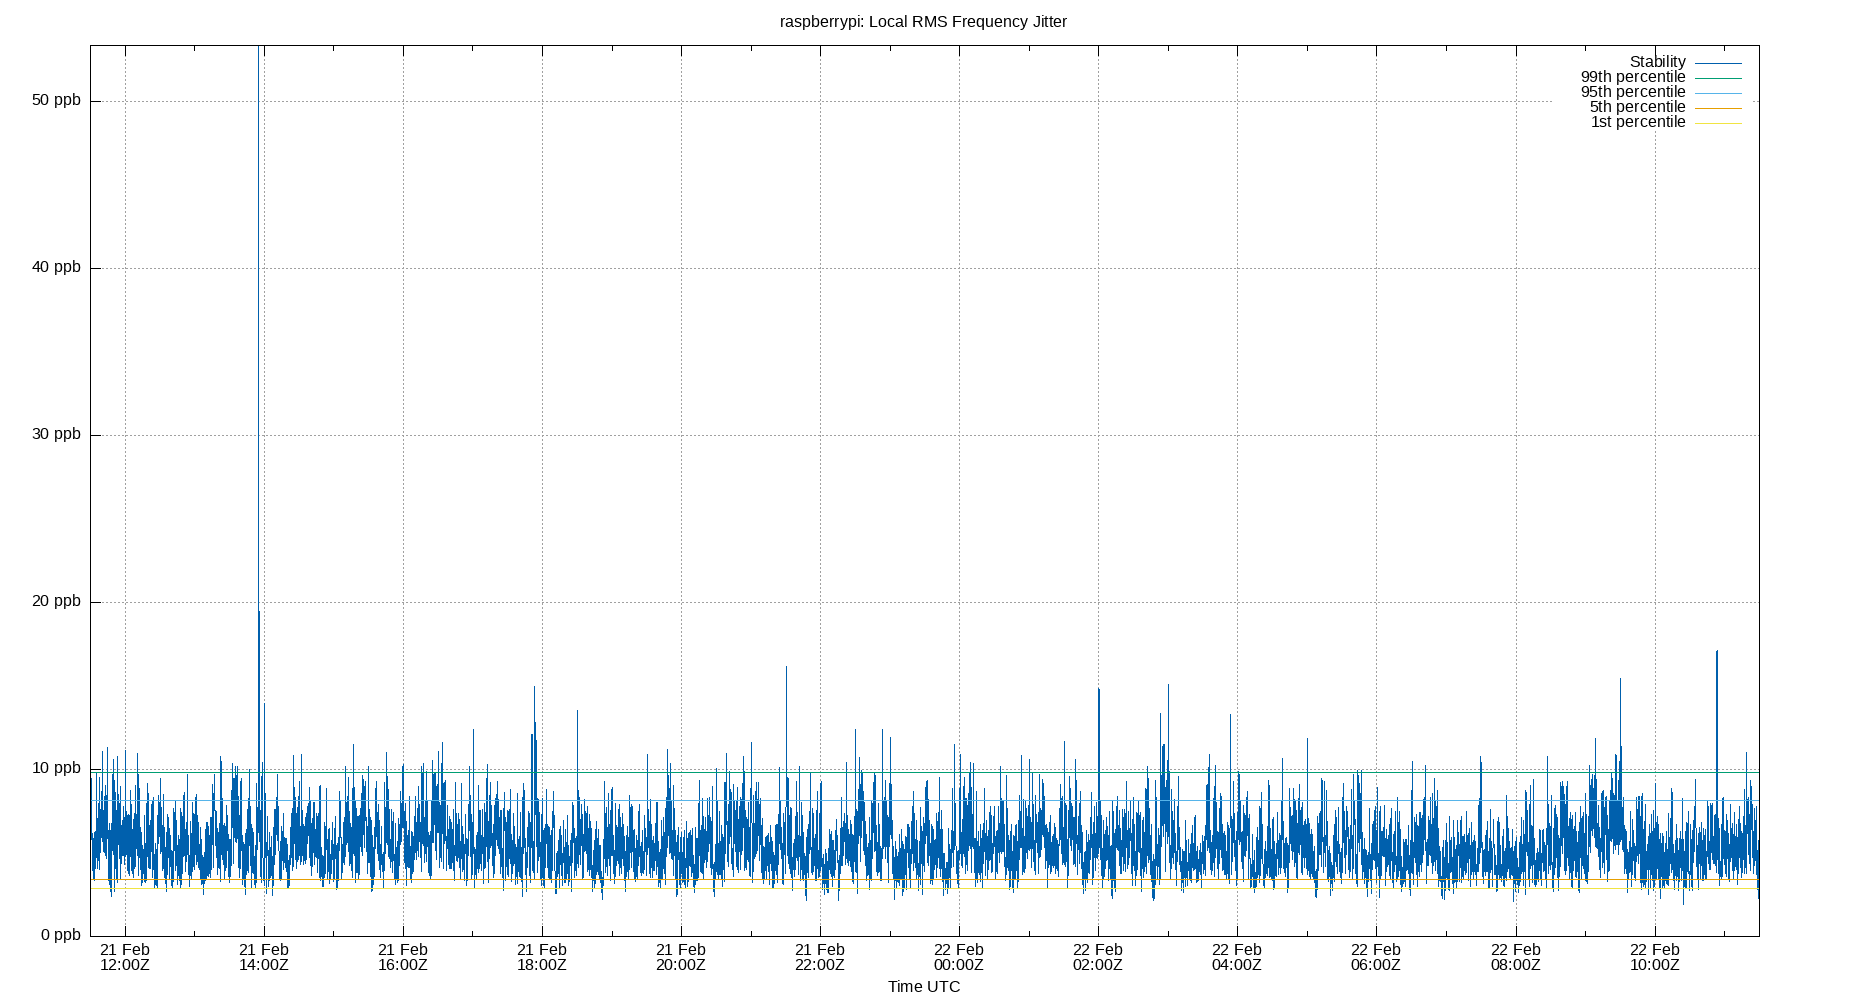 raspberrypi: Local RMS Frequency Jitter
Stability
99th percentile
95th percentile
5th percentile
1st percentile
50 ppb
40 ppb
30 ppb
20 ppb
10 ppb
0 ppb
21 Feb 21 Feb 21 Feb 21 Feb 21 Feb 21 Feb 22 Feb 22 Feb 22 Feb 22 Feb 22 Feb 22 Feb
12:00Z 14:00Z 16:00Z 18:00Z 20:00Z 22:00Z 00:00Z 02:00Z 04:00Z 06:00Z 08:00Z 10:00Z
Time UTC